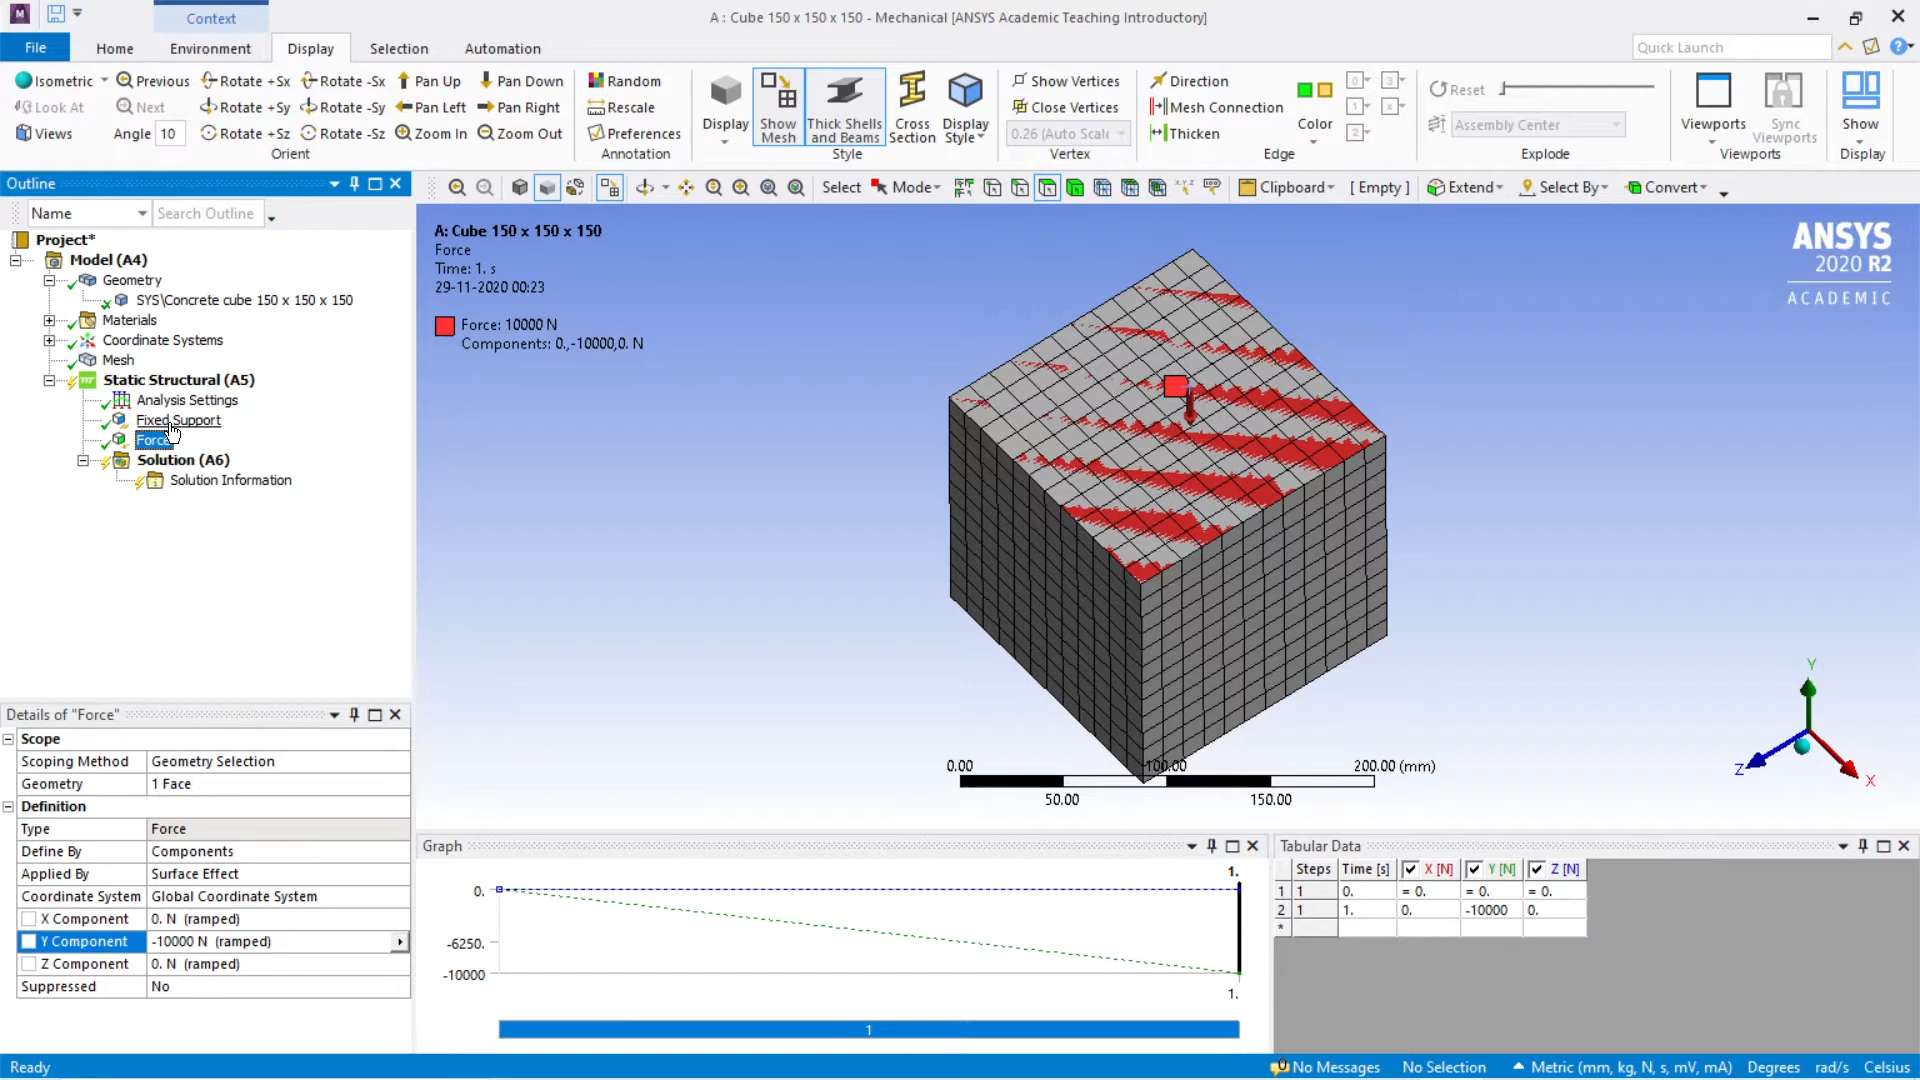 Context
A : Cube 150 x 150 x 150 - Mechanical [ANSYS Academic Teaching Introductory]
File Home Environment Display Selection Automation
Quick Launch
Isometric Previous Rotate +Sx Rotate -Sx Pan Up Pan Down
Look At Next Rotate +Sy Rotate -Sy Pan Left Pan Right
Views Angle 10 Rotate +Sz Rotate -Sz Zoom In Zoom Out
Orient
Random
Rescale
Preferences
Annotation
Display
Show Mesh
Thick Shells and Beams
Cross Section
Display Style
Style
Show Vertices
Close Vertices
0.26 (Auto Scale
Vertex
Direction
Mesh Connection
Thicken
Color
Edge
Reset
Assembly Center
Explode
Viewports
Sync Viewports
Viewports
Show
Display
Outline
Select Mode Clipboard [ Empty ] Extend Select By Convert
Name Search Outline
Project*
Model (A4)
Geometry
SYS\Concrete cube 150 x 150 x 150
Materials
Coordinate Systems
Mesh
Static Structural (A5)
Analysis Settings
Fixed Support
Force
Solution (A6)
Solution Information
A: Cube 150 x 150 x 150
Force
Time: 1. s
29-11-2020 00:23
Force: 10000 N
Components: 0.,-10000,0. N
ANSYS
2020 R2
ACADEMIC
Y
Z
X
0.00 100.00 200.00 (mm)
50.00 150.00
Details of "Force"
Scope
Scoping Method Geometry Selection
Geometry 1 Face
Definition
Type Force
Define By Components
Applied By Surface Effect
Coordinate System Global Coordinate System
X Component 0. N (ramped)
Y Component -10000 N (ramped)
Z Component 0. N (ramped)
Suppressed No
Graph
1.
0.
-6250.
-10000
1.
1
Tabular Data
Steps Time [s] X [N] Y [N] Z [N]
1 1 0. = 0. = 0. = 0.
2 1 1. 0. -10000 0.
*
Ready
0 No Messages No Selection Metric (mm, kg, N, s, mV, mA) Degrees rad/s Celsius